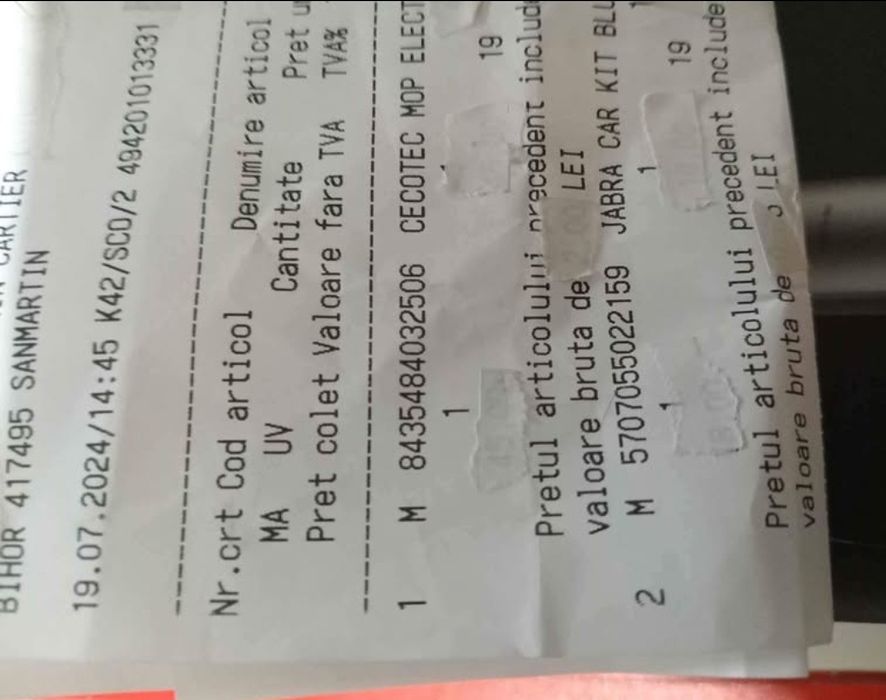 CARTIER
BIHOR 417495 SANMARTIN
19.07.2024/14:45 K42/SCO/2 494201013331
Nr.crt Cod articol Denumire articol
MA UV Cantitate Pret u
Pret colet Valoare fara TVA TVA%
1 M 8435484032506 CECOTEC MOP ELECT
1 1
19
Pretul articolului precedent includ
valoare bruta de LEI
2 M 5707055022159 JABRA CAR KIT BLU
1 1
19
Pretul articolului precedent include
valoare bruta de LEI